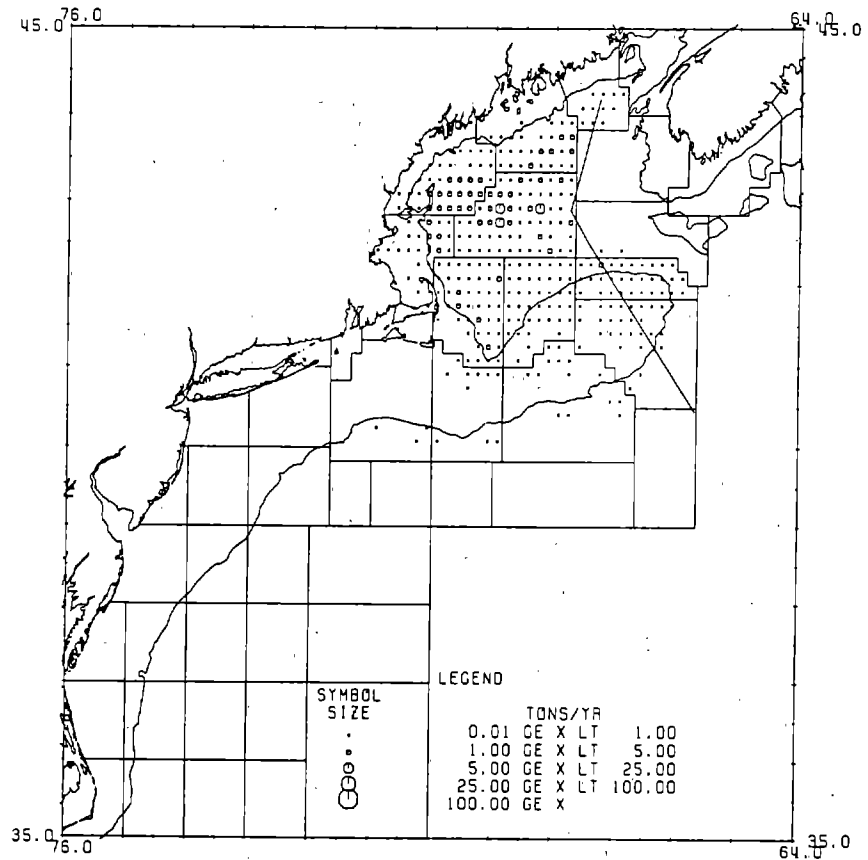 76.0 64.0
45.0 45.0
LEGEND
SYMBOL
SIZE
TONS/YR
0.01 GE X LT 1.00
1.00 GE X LT 5.00
5.00 GE X LT 25.00
25.00 GE X LT 100.00
100.00 GE X
35.0 35.0
76.0 64.0